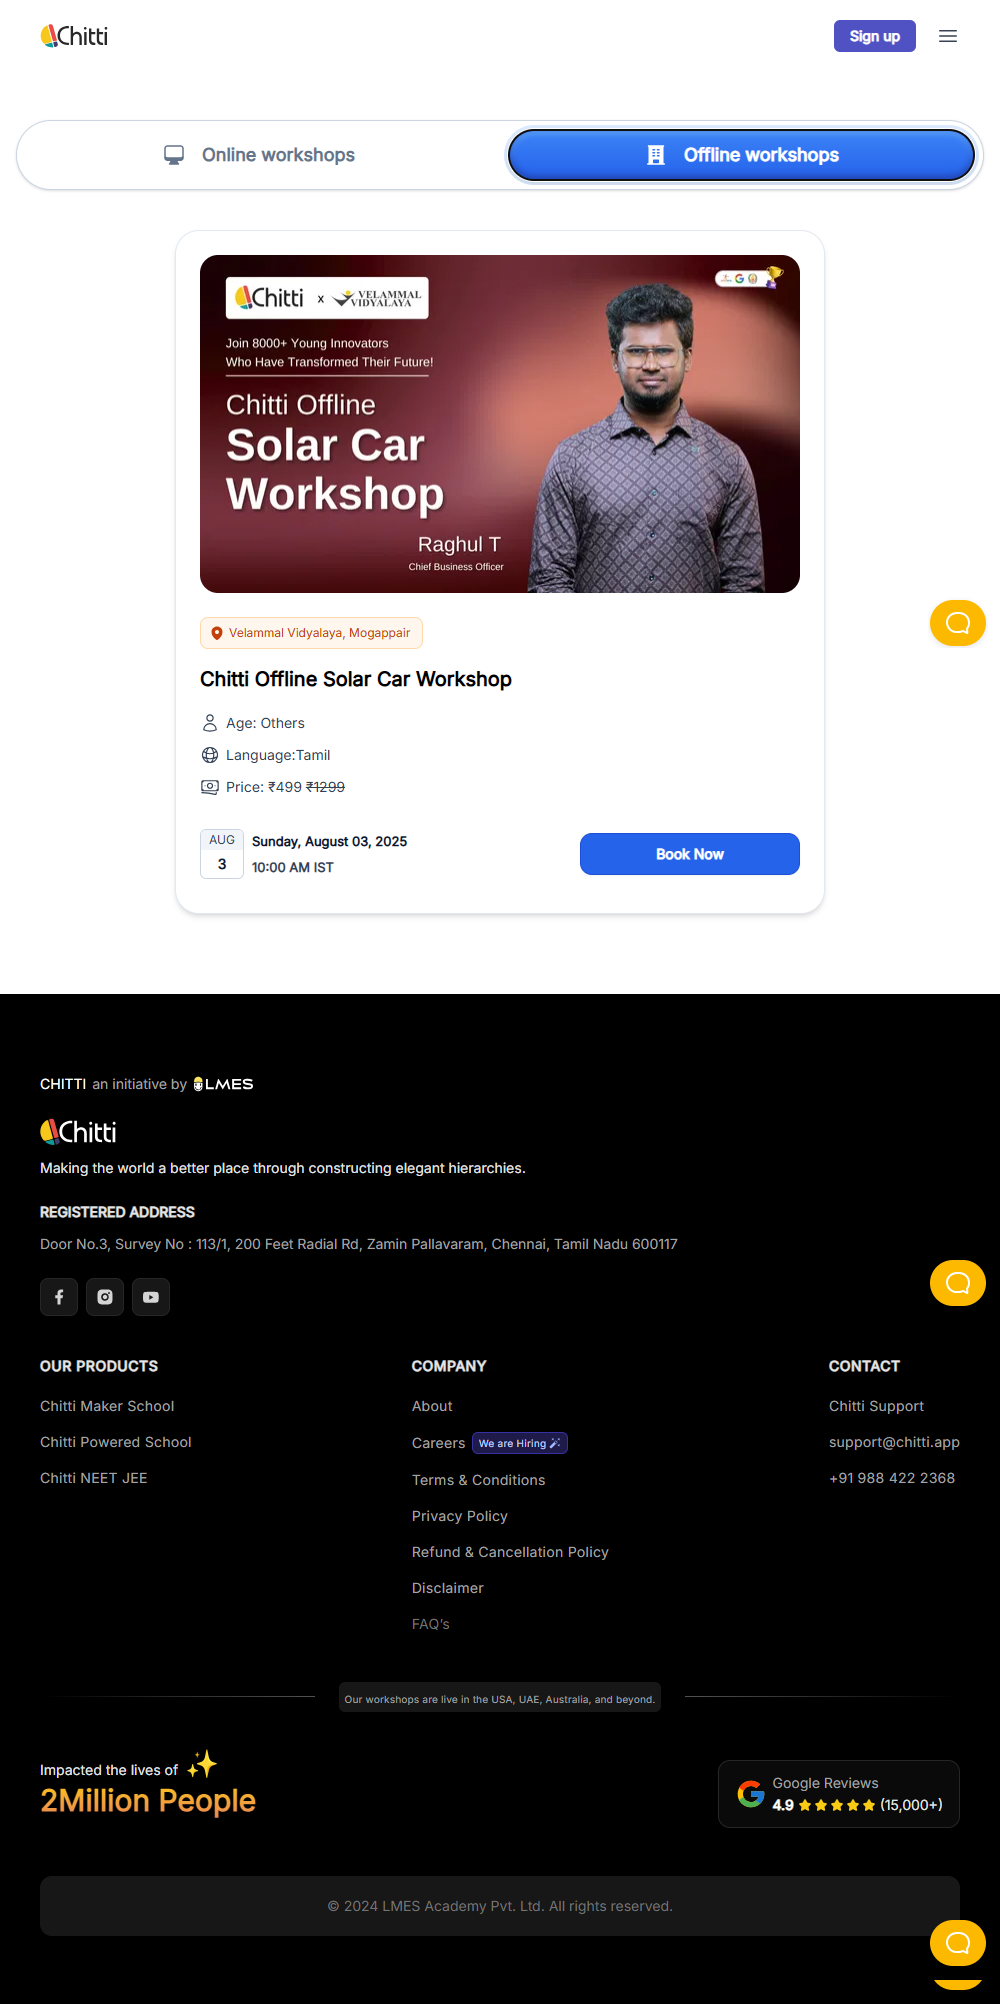 Chitti
Sign up
Online workshops
Offline workshops
Chitti x VELAMMAL VIDYALAYA
Join 8000+ Young Innovators
Who Have Transformed Their Future!
Chitti Offline
Solar Car
Workshop
Raghul T
Chief Business Officer
Velammal Vidyalaya, Mogappair
Chitti Offline Solar Car Workshop
Age: Others
Language:Tamil
Price: ₹499 ₹1299
AUG
3
Sunday, August 03, 2025
10:00 AM IST
Book Now
CHITTI an initiative by LMES
Chitti
Making the world a better place through constructing elegant hierarchies.
REGISTERED ADDRESS
Door No.3, Survey No : 113/1, 200 Feet Radial Rd, Zamin Pallavaram, Chennai, Tamil Nadu 600117
OUR PRODUCTS
Chitti Maker School
Chitti Powered School
Chitti NEET JEE
COMPANY
About
Careers We are Hiring
Terms & Conditions
Privacy Policy
Refund & Cancellation Policy
Disclaimer
FAQ’s
CONTACT
Chitti Support
support@chitti.app
+91 988 422 2368
Our workshops are live in the USA, UAE, Australia, and beyond.
Impacted the lives of
2Million People
Google Reviews
4.9 (15,000+)
© 2024 LMES Academy Pvt. Ltd. All rights reserved.